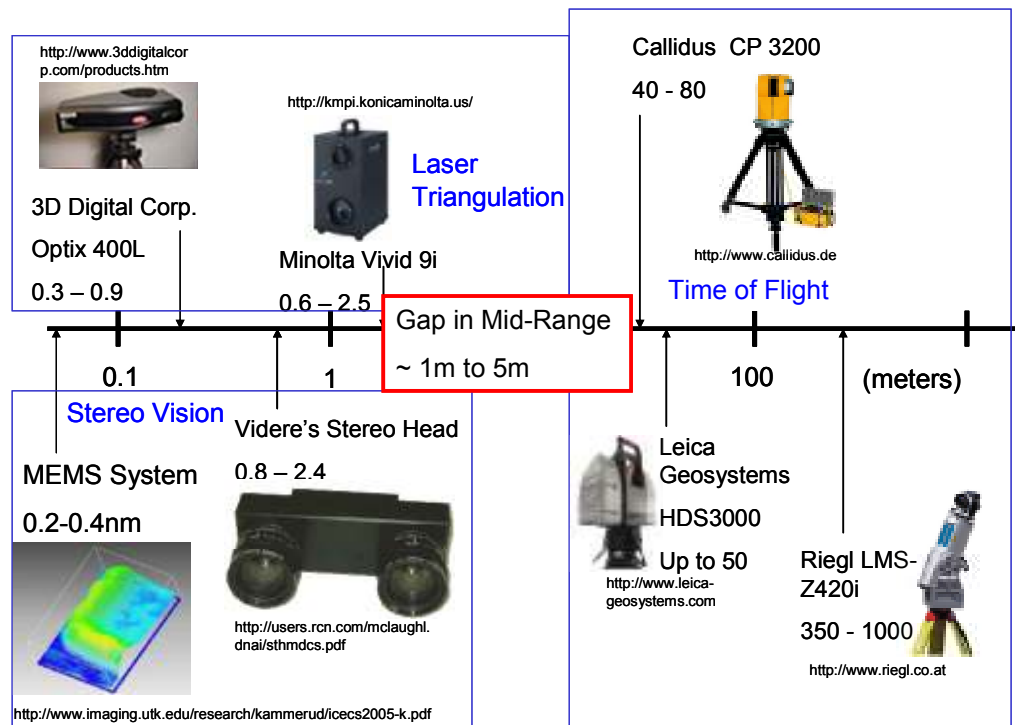 http://www.3ddigitalcor
p.com/products.htm
3D Digital Corp.
Optix 400L
0.3 – 0.9
http://kmpi.konicaminolta.us/
Laser
Triangulation
Minolta Vivid 9i
0.6 – 2.5
Callidus CP 3200
40 - 80
http://www.callidus.de
Time of Flight
Gap in Mid-Range
~ 1m to 5m
0.1
1
100
(meters)
Stereo Vision
MEMS System
0.2-0.4nm
Videre's Stereo Head
0.8 – 2.4
http://users.rcn.com/mclaughl.
dnai/sthmdcs.pdf
http://www.imaging.utk.edu/research/kammerud/icecs2005-k.pdf
Leica
Geosystems
HDS3000
Up to 50
http://www.leica-
geosystems.com
Riegl LMS-
Z420i
350 - 1000
http://www.riegl.co.at